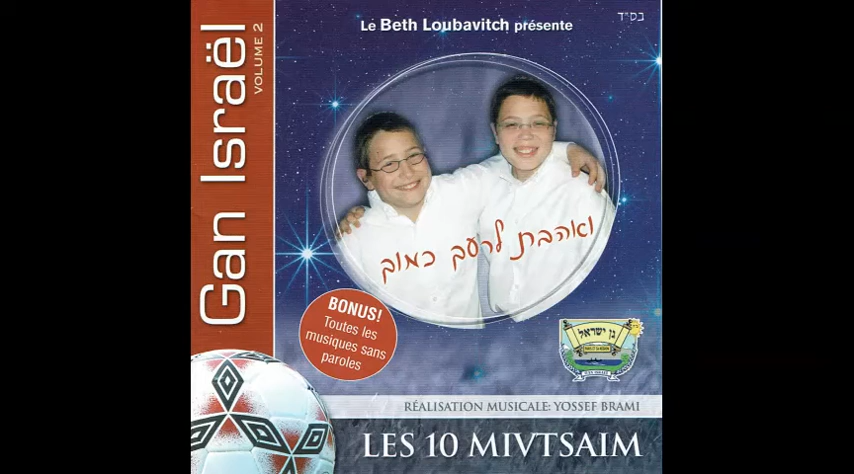 בס"ד
Le Beth Loubavitch présente
Gan Israël
VOLUME 2
ואהבת לרעך כמוך
BONUS!
Toutes les
musiques sans
paroles
גן ישראל
RÉALISATION MUSICALE: YOSSEF BRAMI
LES 10 MIVTSAIM